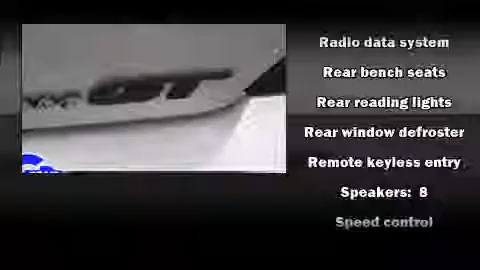 GT
Radio data system
Rear bench seats
Rear reading lights
Rear window defroster
Remote keyless entry
Speakers: 8
Speed control